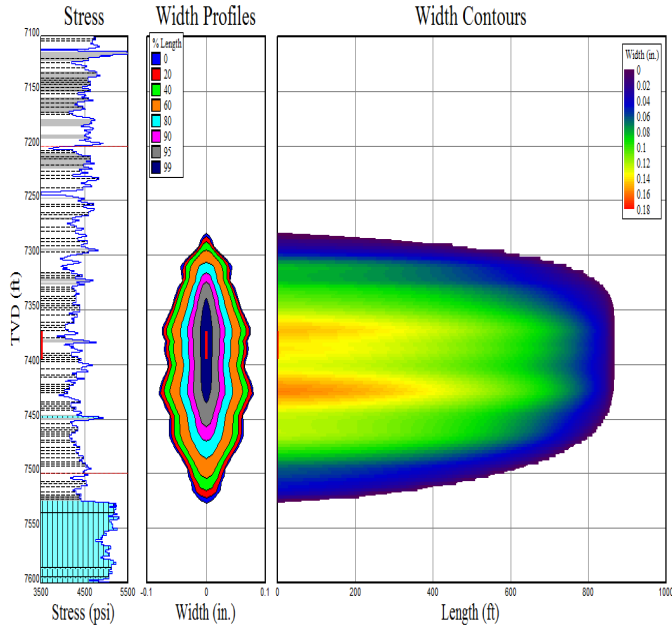 Stress
Width Profiles
Width Contours
% Length
0
20
40
60
80
90
95
99
Width (in.)
0
0.02
0.04
0.06
0.08
0.1
0.12
0.14
0.16
0.18
TVD (ft)
7100
7150
7200
7250
7300
7350
7400
7450
7500
7550
7600
3500 4500 5500
-0.1 0 0.1
0 200 400 600 800 1000
Stress (psi)
Width (in.)
Length (ft)